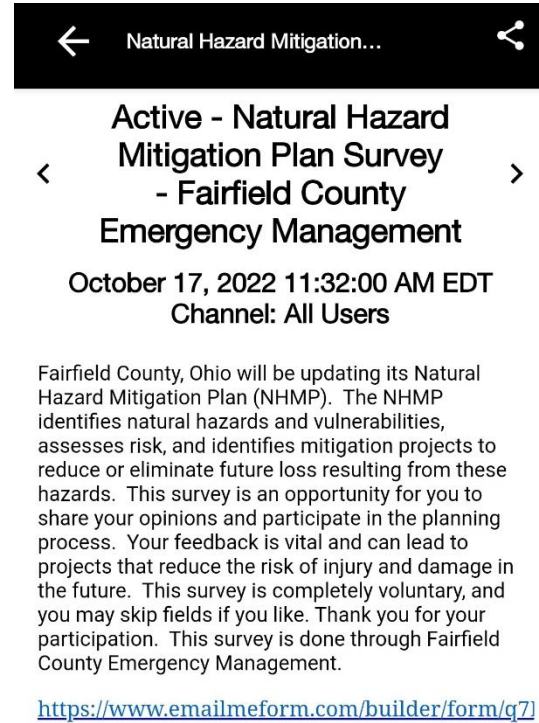 Natural Hazard Mitigation...
Active - Natural Hazard
Mitigation Plan Survey
- Fairfield County
Emergency Management
October 17, 2022 11:32:00 AM EDT
Channel: All Users
Fairfield County, Ohio will be updating its Natural
Hazard Mitigation Plan (NHMP).  The NHMP
identifies natural hazards and vulnerabilities,
assesses risk, and identifies mitigation projects to
reduce or eliminate future loss resulting from these
hazards.  This survey is an opportunity for you to
share your opinions and participate in the planning
process.  Your feedback is vital and can lead to
projects that reduce the risk of injury and damage in
the future.  This survey is completely voluntary, and
you may skip fields if you like. Thank you for your
participation.  This survey is done through Fairfield
County Emergency Management.
https://www.emailmeform.com/builder/form/q7